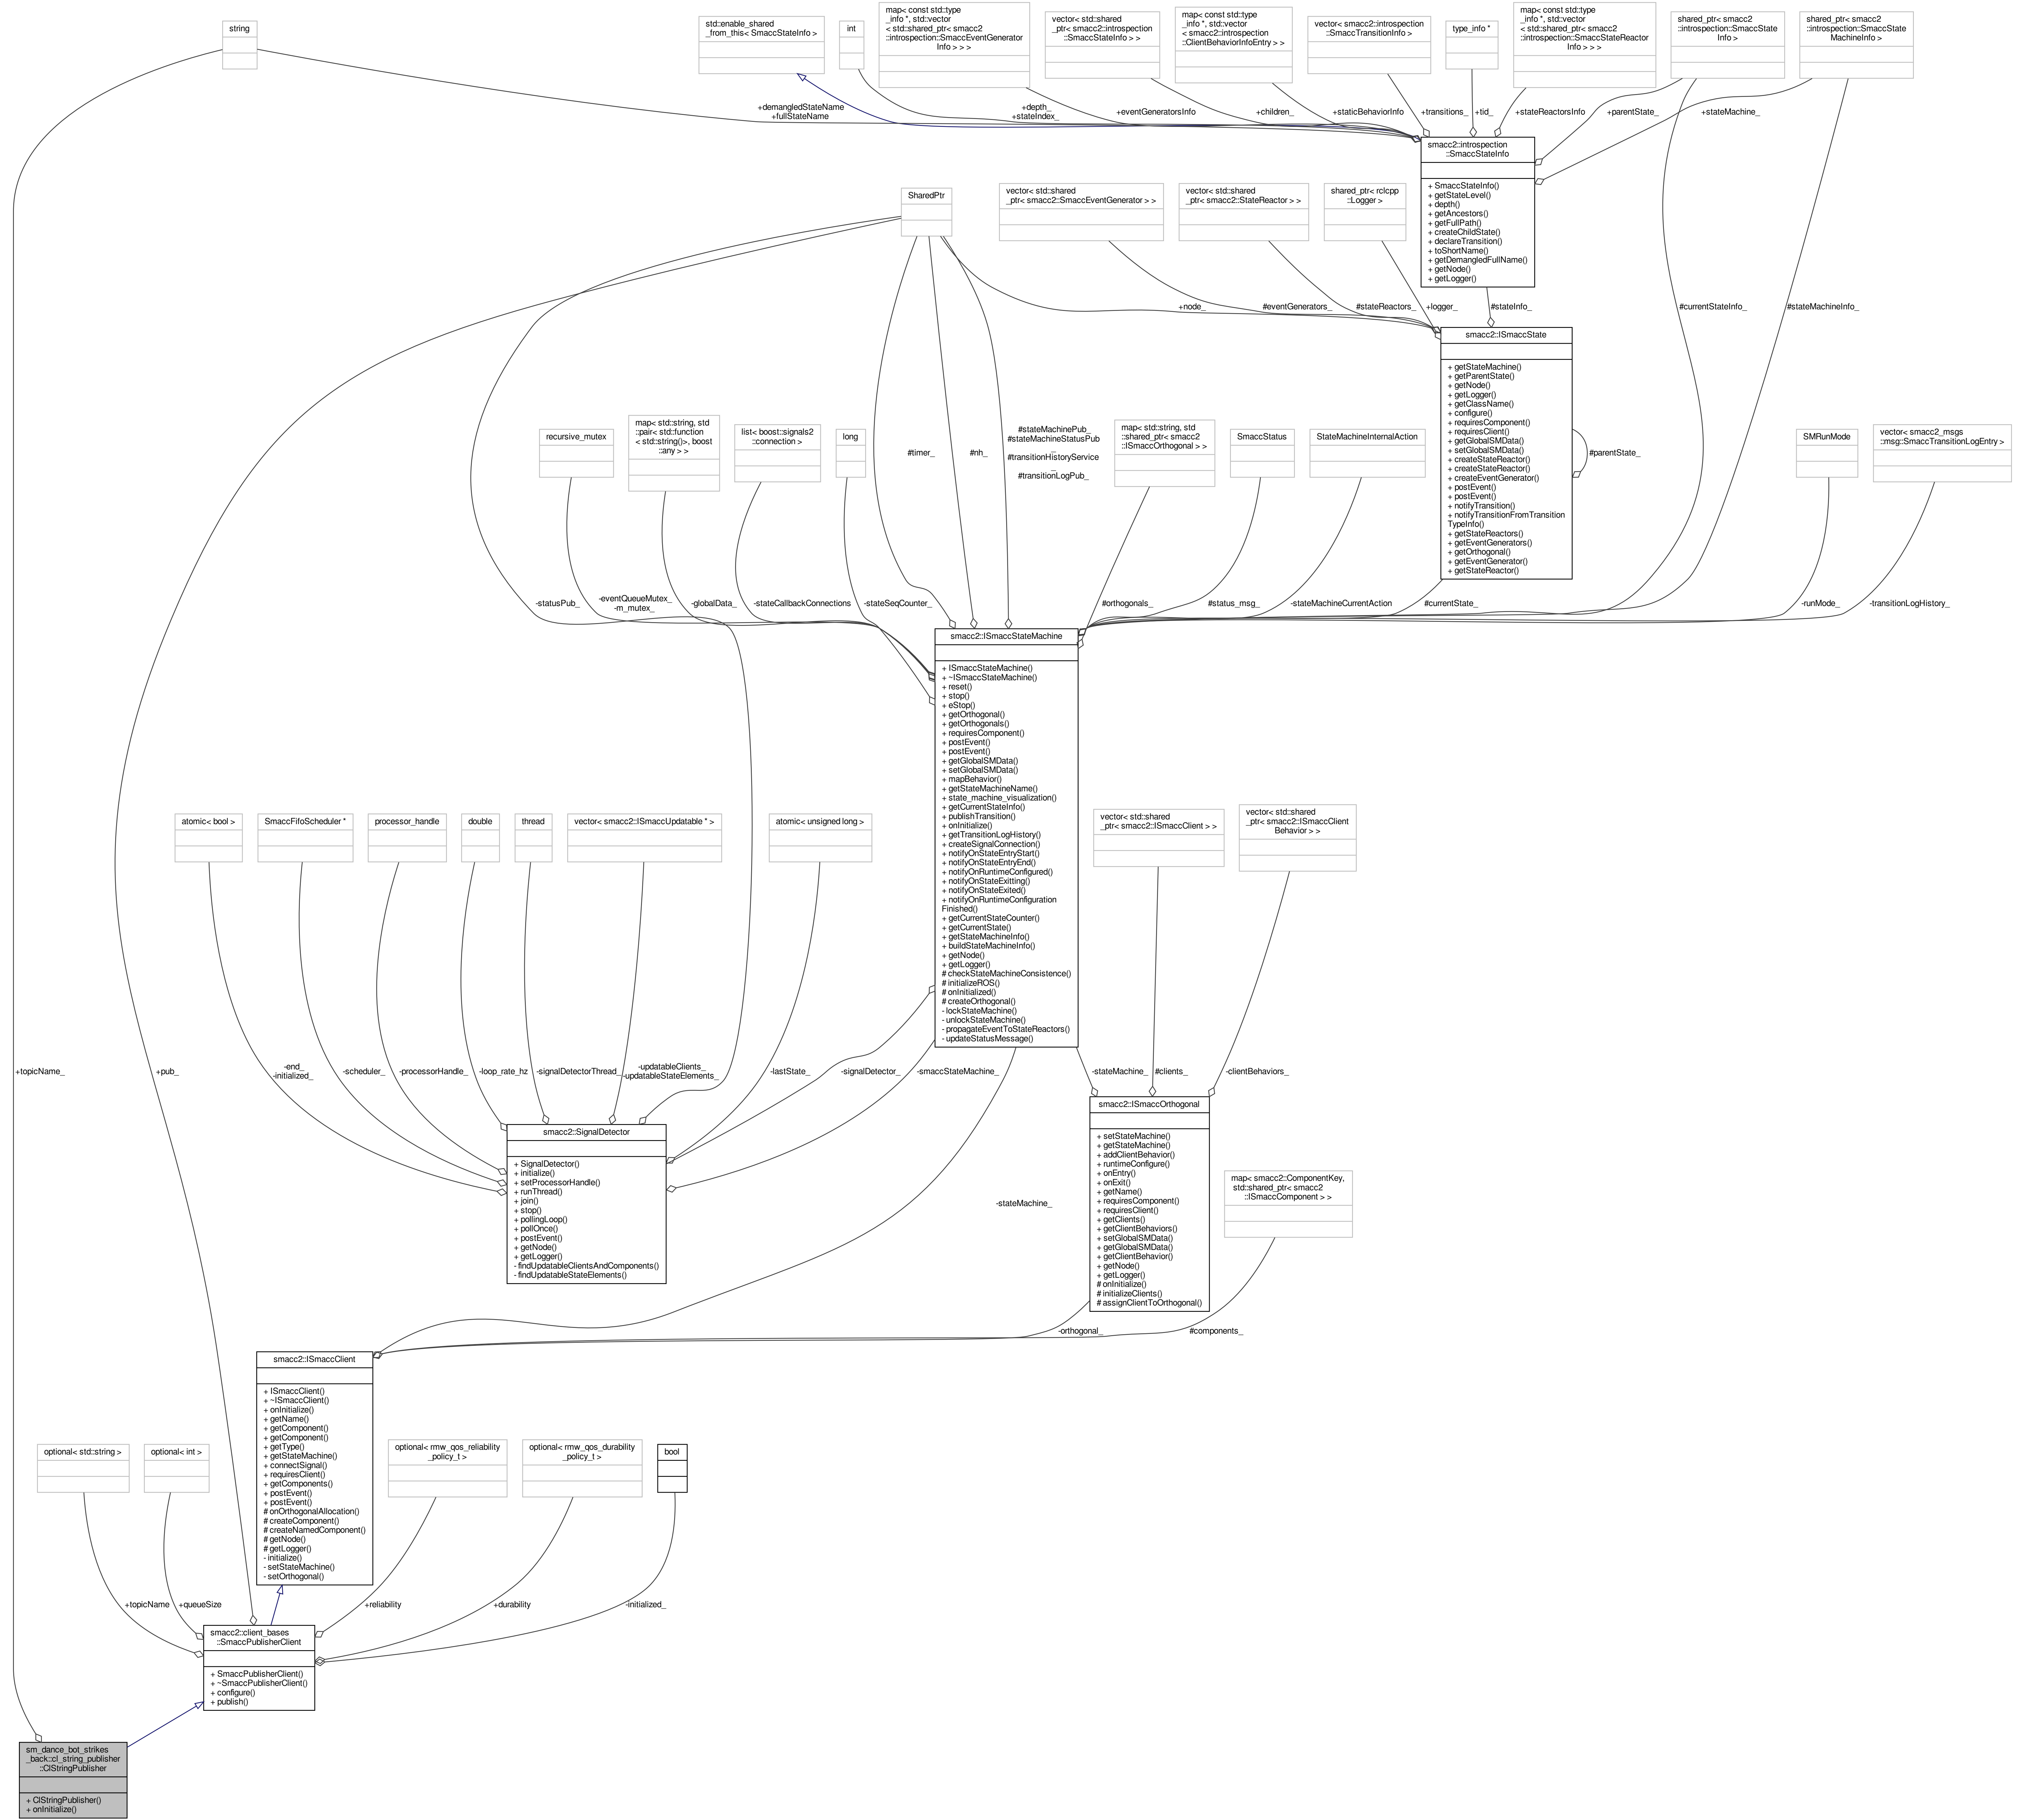 string
std::enable_shared
_from_this< SmaccStateInfo >
int
map< const std::type
_info *, std::vector
< std::shared_ptr< smacc2
::introspection::SmaccEventGenerator
Info > > >
vector< std::shared
_ptr< smacc2::introspection
::SmaccStateInfo > >
map< const std::type
_info *, std::vector
< smacc2::introspection
::ClientBehaviorInfoEntry > >
vector< smacc2::introspection
::SmaccTransitionInfo >
type_info *
map< const std::type
_info *, std::vector
< std::shared_ptr< smacc2
::introspection::SmaccStateReactor
Info > > >
shared_ptr< smacc2
::introspection::SmaccState
Info >
shared_ptr< smacc2
::introspection::SmaccState
MachineInfo >
+demangledStateName
+fullStateName
+depth_
+stateIndex_
+eventGeneratorsInfo
+children_
+staticBehaviorInfo
+transitions_
+tid_
+stateReactorsInfo
+parentState_
+stateMachine_
smacc2::introspection
::SmaccStateInfo
+ SmaccStateInfo()
+ getStateLevel()
+ depth()
+ getAncestors()
+ getFullPath()
+ createChildState()
+ declareTransition()
+ toShortName()
+ getDemangledFullName()
+ getNode()
+ getLogger()
SharedPtr
vector< std::shared
_ptr< smacc2::SmaccEventGenerator > >
vector< std::shared
_ptr< smacc2::StateReactor > >
shared_ptr< rclcpp
::Logger >
+node_
#eventGenerators_
#stateReactors_
+logger_
#stateInfo_
#currentStateInfo_
#stateMachineInfo_
smacc2::ISmaccState
+ getStateMachine()
+ getParentState()
+ getNode()
+ getLogger()
+ getClassName()
+ configure()
+ requiresComponent()
+ requiresClient()
+ getGlobalSMData()
+ setGlobalSMData()
+ createStateReactor()
+ createStateReactor()
+ createEventGenerator()
+ postEvent()
+ postEvent()
+ notifyTransition()
+ notifyTransitionFromTransition
TypeInfo()
+ getStateReactors()
+ getEventGenerators()
+ getOrthogonal()
+ getEventGenerator()
+ getStateReactor()
#parentState_
recursive_mutex
map< std::string, std
::pair< std::function
< std::string()>, boost
::any > >
list< boost::signals2
::connection >
long
#timer_
#nh_
#stateMachinePub_
#stateMachineStatusPub
_
#transitionHistoryService
_
#transitionLogPub_
map< std::string, std
::shared_ptr< smacc2
::ISmaccOrthogonal > >
SmaccStatus
StateMachineInternalAction
SMRunMode
vector< smacc2_msgs
::msg::SmaccTransitionLogEntry >
-statusPub_
-eventQueueMutex_
-m_mutex_
-globalData_
-stateCallbackConnections
-stateSeqCounter_
#orthogonals_
#status_msg_
-stateMachineCurrentAction
#currentState_
-runMode_
-transitionLogHistory_
smacc2::ISmaccStateMachine
+ ISmaccStateMachine()
+ ~ISmaccStateMachine()
+ reset()
+ stop()
+ eStop()
+ getOrthogonal()
+ getOrthogonals()
+ requiresComponent()
+ postEvent()
+ postEvent()
+ getGlobalSMData()
+ setGlobalSMData()
+ mapBehavior()
+ getStateMachineName()
+ state_machine_visualization()
+ getCurrentStateInfo()
+ publishTransition()
+ onInitialize()
+ getTransitionLogHistory()
+ createSignalConnection()
+ notifyOnStateEntryStart()
+ notifyOnStateEntryEnd()
+ notifyOnRuntimeConfigured()
+ notifyOnStateExitting()
+ notifyOnStateExited()
+ notifyOnRuntimeConfiguration
Finished()
+ getCurrentStateCounter()
+ getCurrentState()
+ getStateMachineInfo()
+ buildStateMachineInfo()
+ getNode()
+ getLogger()
# checkStateMachineConsistence()
# initializeROS()
# onInitialized()
# createOrthogonal()
- lockStateMachine()
- unlockStateMachine()
- propagateEventToStateReactors()
- updateStatusMessage()
atomic< bool >
SmaccFifoScheduler *
processor_handle
double
thread
vector< smacc2::ISmaccUpdatable * >
atomic< unsigned long >
vector< std::shared
_ptr< smacc2::ISmaccClient > >
vector< std::shared
_ptr< smacc2::ISmaccClient
Behavior > >
+topicName_
+pub_
-end_
-initialized_
-scheduler_
-processorHandle_
-loop_rate_hz
-signalDetectorThread_
-updatableClients_
-updatableStateElements_
-lastState_
-signalDetector_
-smaccStateMachine_
-stateMachine_
#clients_
-clientBehaviors_
smacc2::SignalDetector
+ SignalDetector()
+ initialize()
+ setProcessorHandle()
+ runThread()
+ join()
+ stop()
+ pollingLoop()
+ pollOnce()
+ postEvent()
+ getNode()
+ getLogger()
- findUpdatableClientsAndComponents()
- findUpdatableStateElements()
smacc2::ISmaccOrthogonal
+ setStateMachine()
+ getStateMachine()
+ addClientBehavior()
+ runtimeConfigure()
+ onEntry()
+ onExit()
+ getName()
+ requiresComponent()
+ requiresClient()
+ getClients()
+ getClientBehaviors()
+ setGlobalSMData()
+ getGlobalSMData()
+ getClientBehavior()
+ getNode()
+ getLogger()
# onInitialize()
# initializeClients()
# assignClientToOrthogonal()
map< smacc2::ComponentKey,
std::shared_ptr< smacc2
::ISmaccComponent > >
-stateMachine_
-orthogonal_
#components_
smacc2::ISmaccClient
+ ISmaccClient()
+ ~ISmaccClient()
+ onInitialize()
+ getName()
+ getComponent()
+ getComponent()
+ getType()
+ getStateMachine()
+ connectSignal()
+ requiresClient()
+ getComponents()
+ postEvent()
+ postEvent()
# onOrthogonalAllocation()
# createComponent()
# createNamedComponent()
# getNode()
# getLogger()
- initialize()
- setStateMachine()
- setOrthogonal()
optional< std::string >
optional< int >
optional< rmw_qos_reliability
_policy_t >
optional< rmw_qos_durability
_policy_t >
bool
+topicName
+queueSize
+reliability
+durability
-initialized_
smacc2::client_bases
::SmaccPublisherClient
+ SmaccPublisherClient()
+ ~SmaccPublisherClient()
+ configure()
+ publish()
sm_dance_bot_strikes
_back::cl_string_publisher
::ClStringPublisher
+ ClStringPublisher()
+ onInitialize()